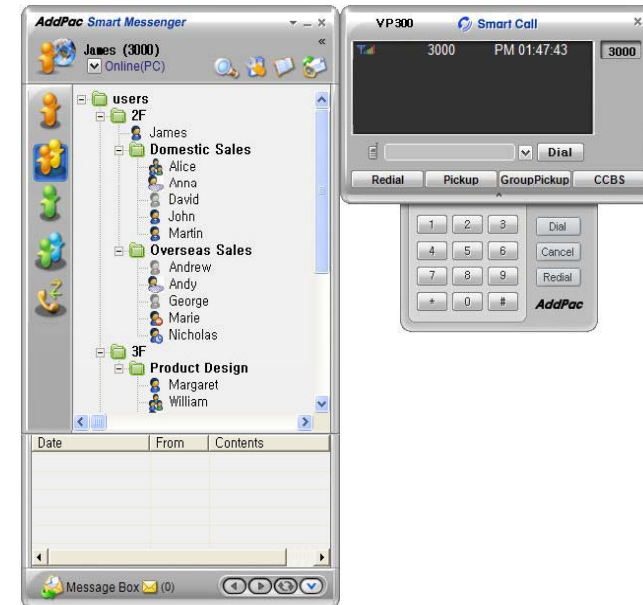 AddPac Smart Messenger
James (3000)
Online(PC)
users
2F
James
Domestic Sales
Alice
Anna
David
John
Martin
Overseas Sales
Andrew
Andy
George
Marie
Nicholas
3F
Product Design
Margaret
William
Date From Contents
Message Box (0)
VP300 Smart Call
3000 PM 01:47:43 3000
Dial
Redial Pickup GroupPickup CCBS
1 2 3 Dial
4 5 6 Cancel
7 8 9 Redial
* 0 # AddPac